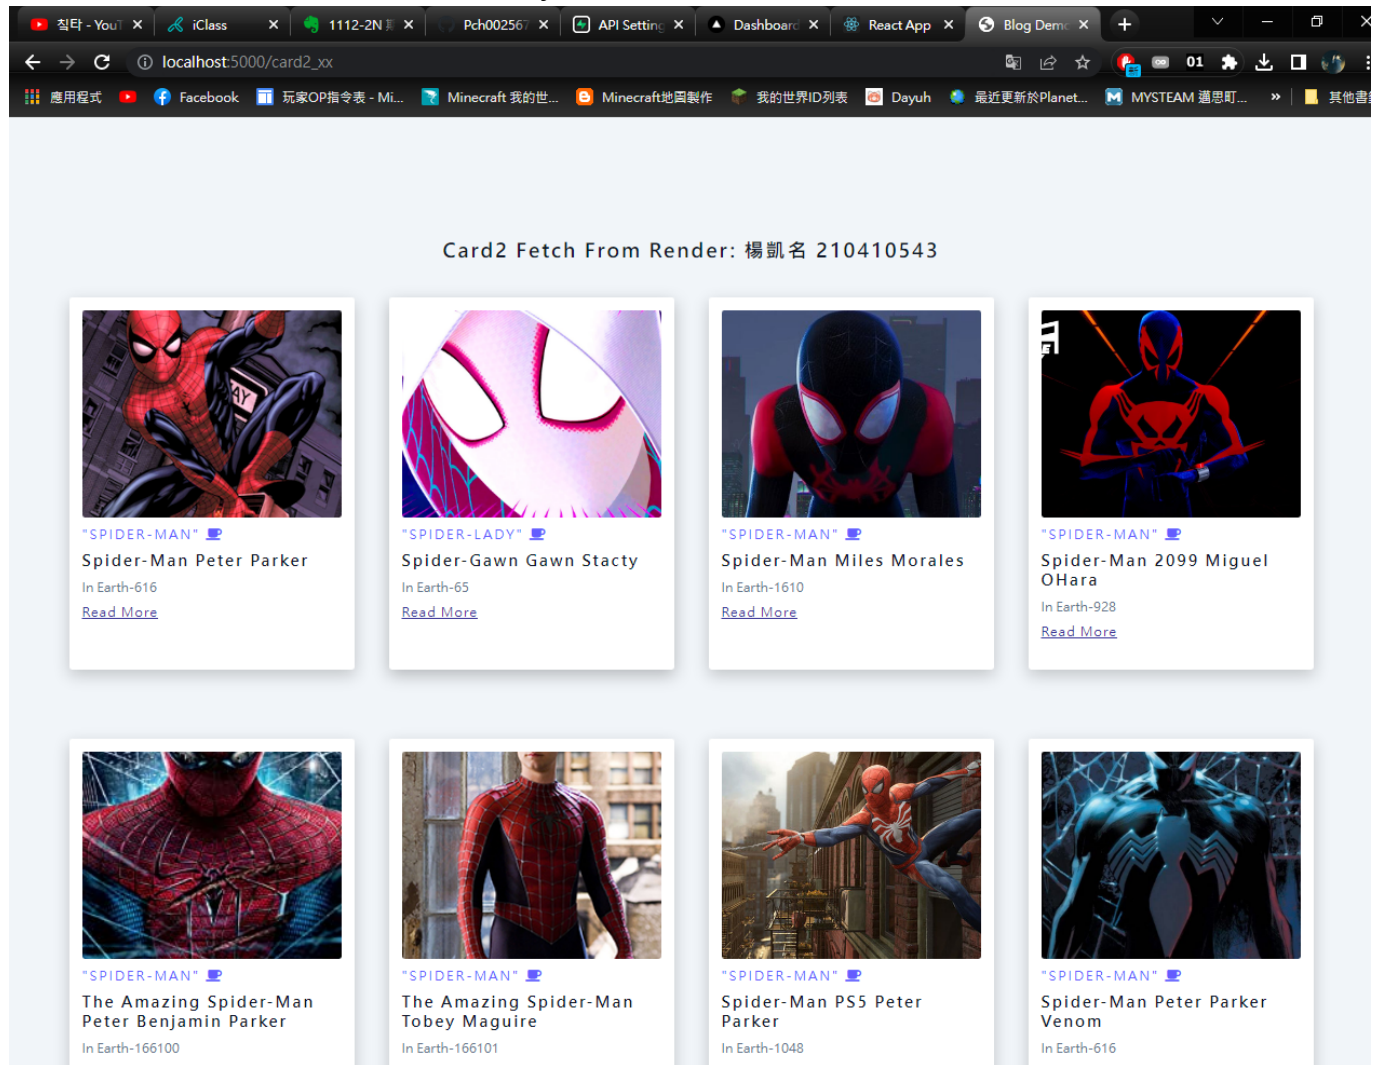 칠타 - YouT
iClass
1112-2N 期
Pch002567
API Setting
Dashboard
React App
Blog Demo
localhost:5000/card2_xx
01
應用程式
Facebook
玩家OP指令表 - Mi...
Minecraft 我的世...
Minecraft地圖製作
我的世界ID列表
Dayuh
最近更新於Planet...
MYSTEAM 邁思町...
»
其他書籤
Card2 Fetch From Render: 楊凱名 210410543
"SPIDER-MAN"
Spider-Man Peter Parker
In Earth-616
Read More
"SPIDER-LADY"
Spider-Gawn Gawn Stacty
In Earth-65
Read More
"SPIDER-MAN"
Spider-Man Miles Morales
In Earth-1610
Read More
"SPIDER-MAN"
Spider-Man 2099 Miguel
OHara
In Earth-928
Read More
"SPIDER-MAN"
The Amazing Spider-Man
Peter Benjamin Parker
In Earth-166100
"SPIDER-MAN"
The Amazing Spider-Man
Tobey Maguire
In Earth-166101
"SPIDER-MAN"
Spider-Man PS5 Peter
Parker
In Earth-1048
"SPIDER-MAN"
Spider-Man Peter Parker
Venom
In Earth-616